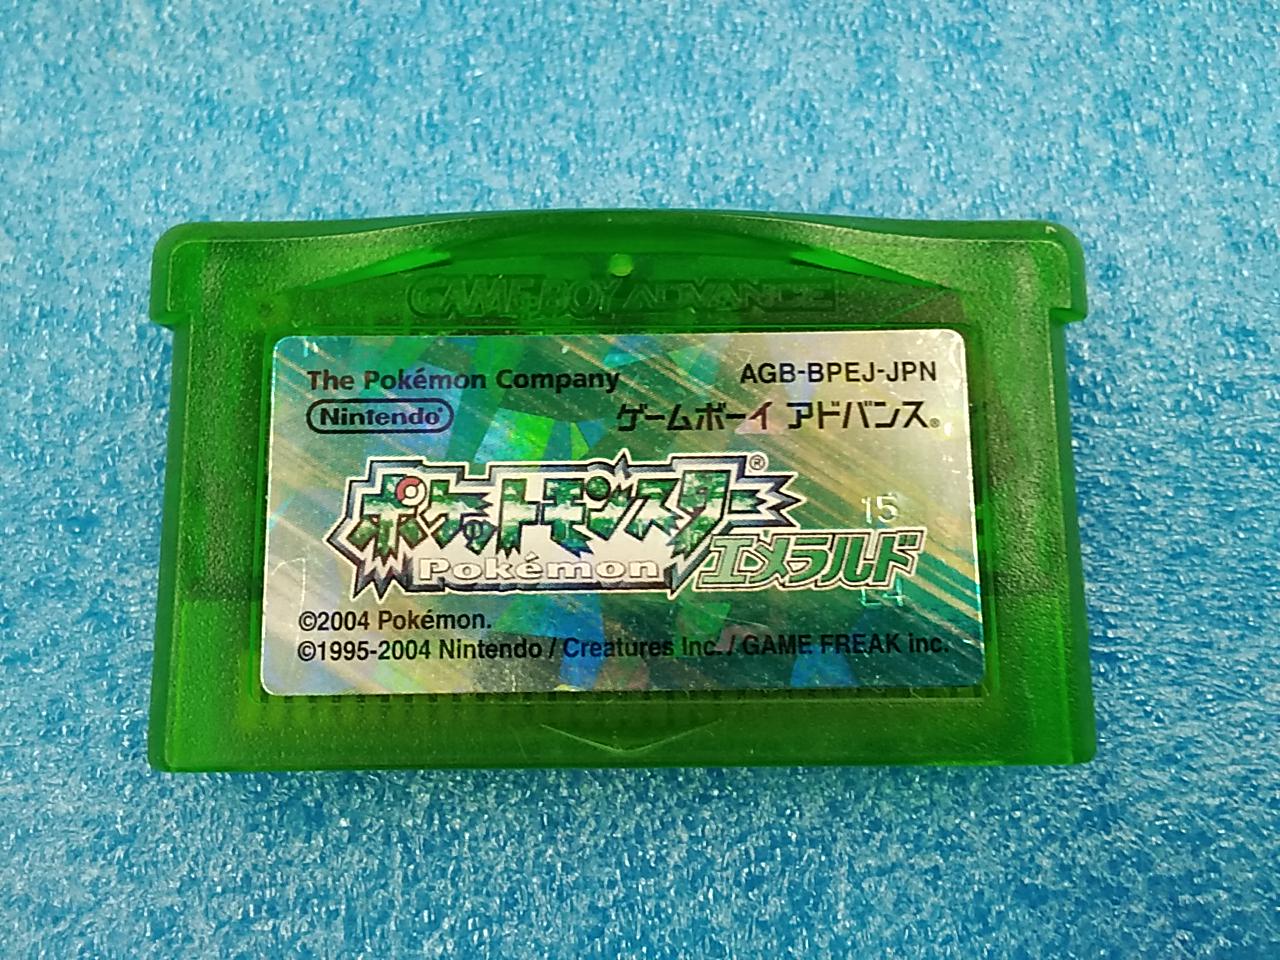 GAME BOY ADVANCE
The Pokémon Company AGB-BPEJ-JPN
Nintendo® ゲームボーイ アドバンス®
ポケットモンスター®
15
Pokémon エメラルド
©2004 Pokémon.
©1995-2004 Nintendo / Creatures Inc. / GAME FREAK inc.